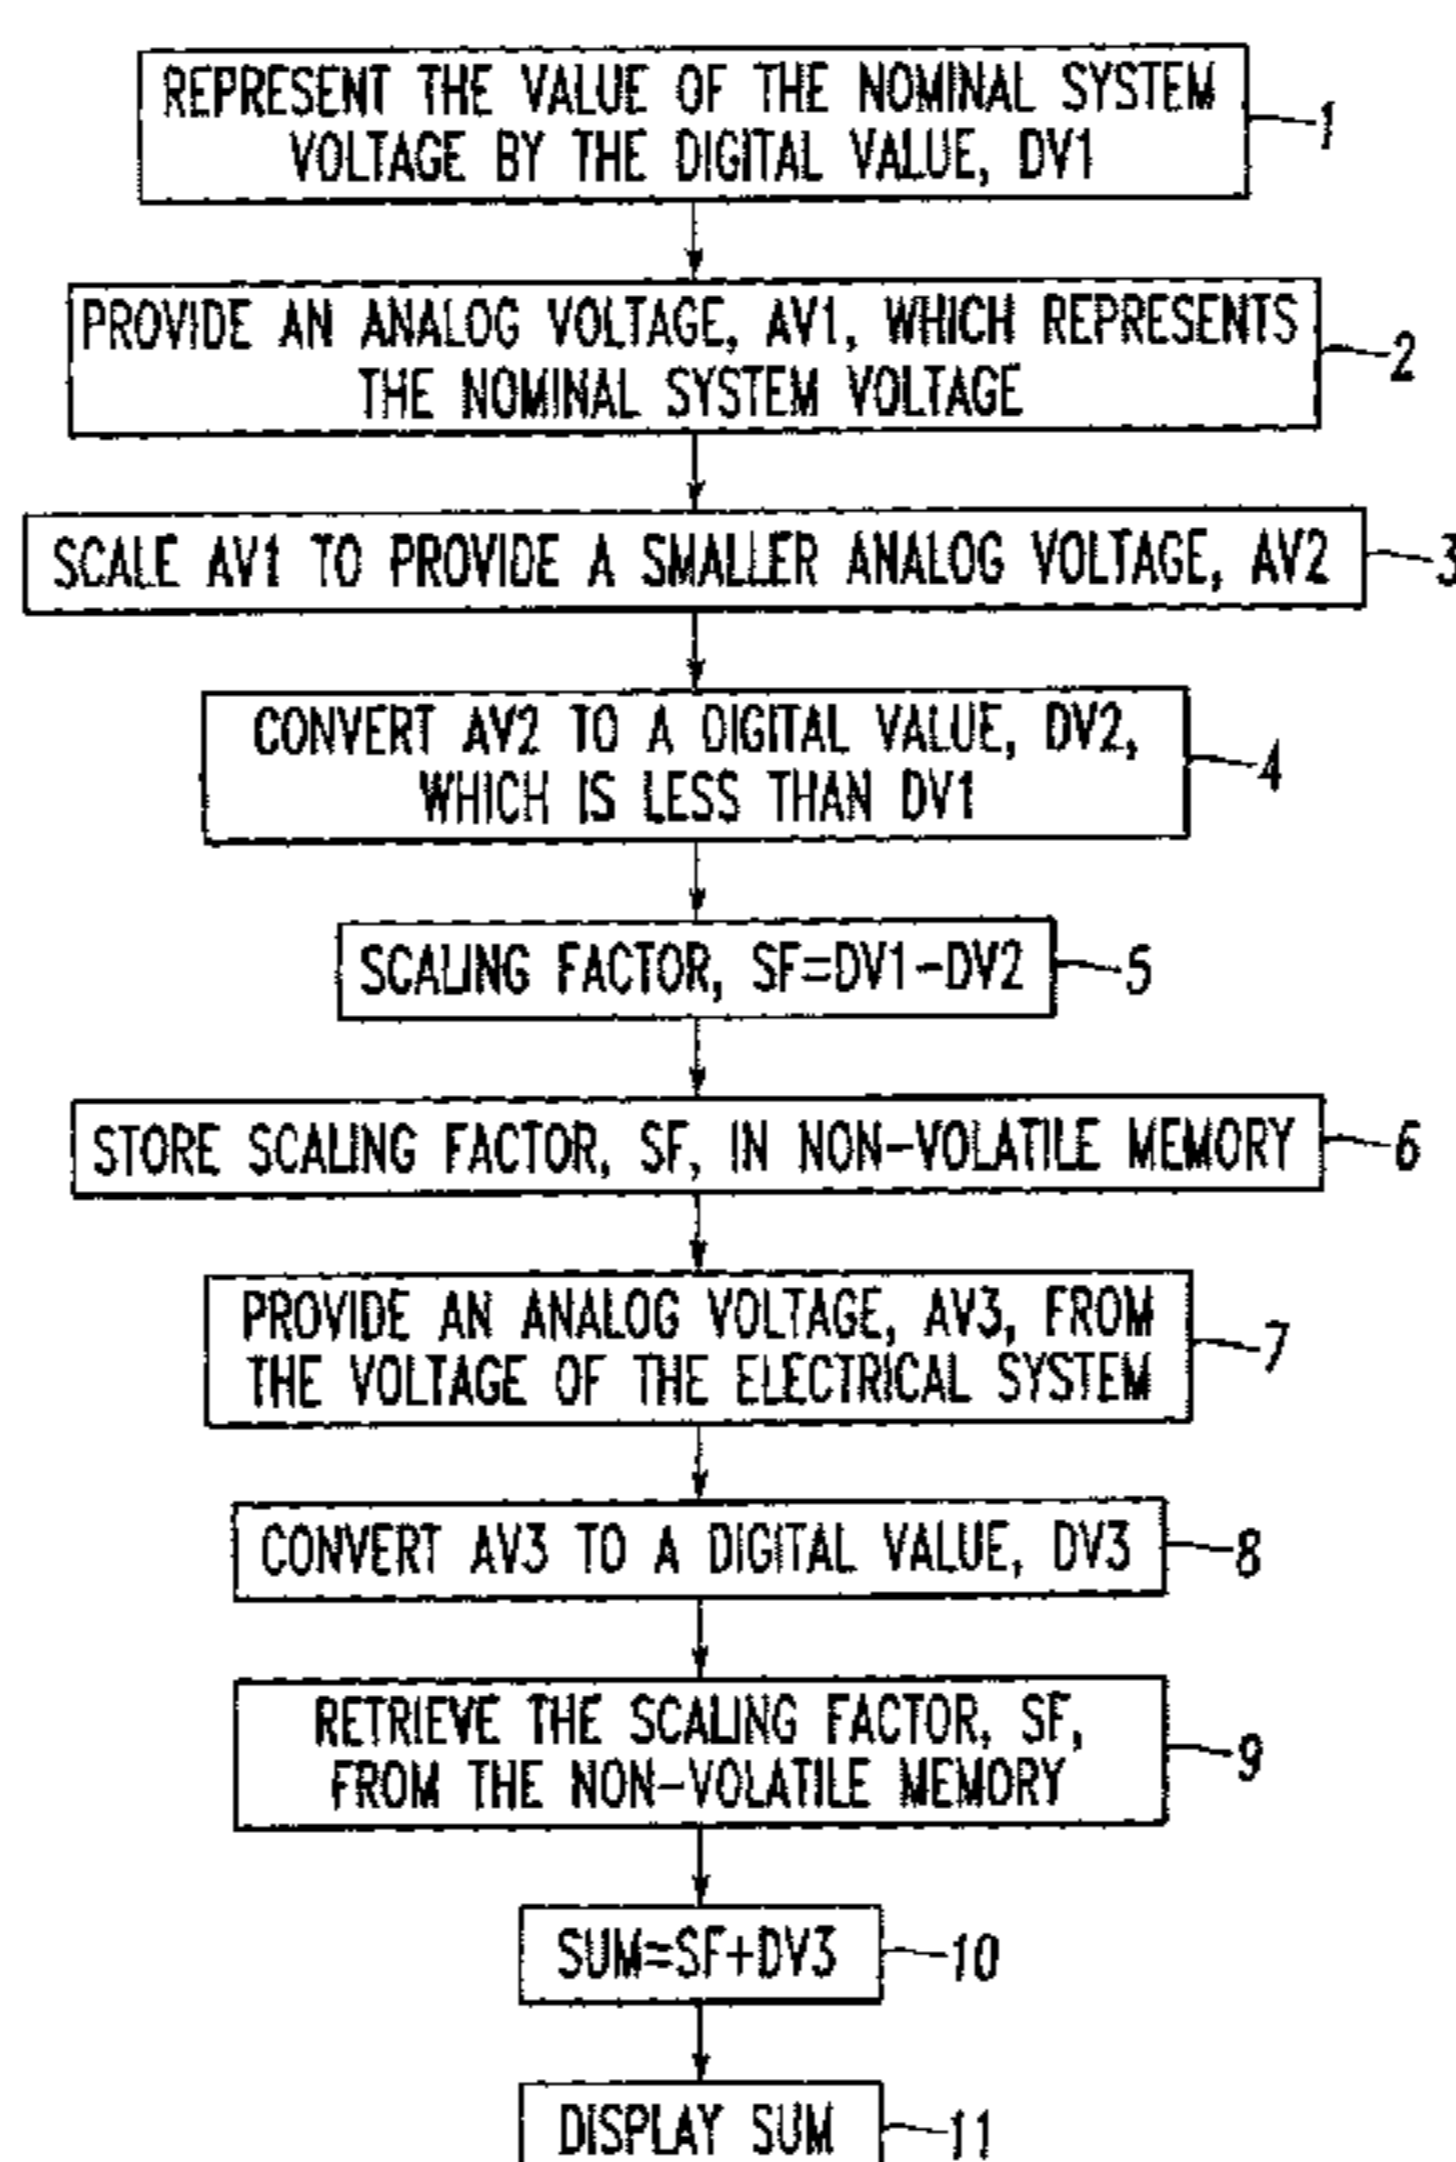 REPRESENT THE VALUE OF THE NOMINAL SYSTEM
VOLTAGE BY THE DIGITAL VALUE, DV1
1
PROVIDE AN ANALOG VOLTAGE, AV1, WHICH REPRESENTS
THE NOMINAL SYSTEM VOLTAGE
2
SCALE AV1 TO PROVIDE A SMALLER ANALOG VOLTAGE, AV2
3
CONVERT AV2 TO A DIGITAL VALUE, DV2,
WHICH IS LESS THAN DV1
4
SCALING FACTOR, SF=DV1-DV2
5
STORE SCALING FACTOR, SF, IN NON-VOLATILE MEMORY
6
PROVIDE AN ANALOG VOLTAGE, AV3, FROM
THE VOLTAGE OF THE ELECTRICAL SYSTEM
7
CONVERT AV3 TO A DIGITAL VALUE, DV3
8
RETRIEVE THE SCALING FACTOR, SF,
FROM THE NON-VOLATILE MEMORY
9
SUM=SF+DV3
10
DISPLAY SUM
11